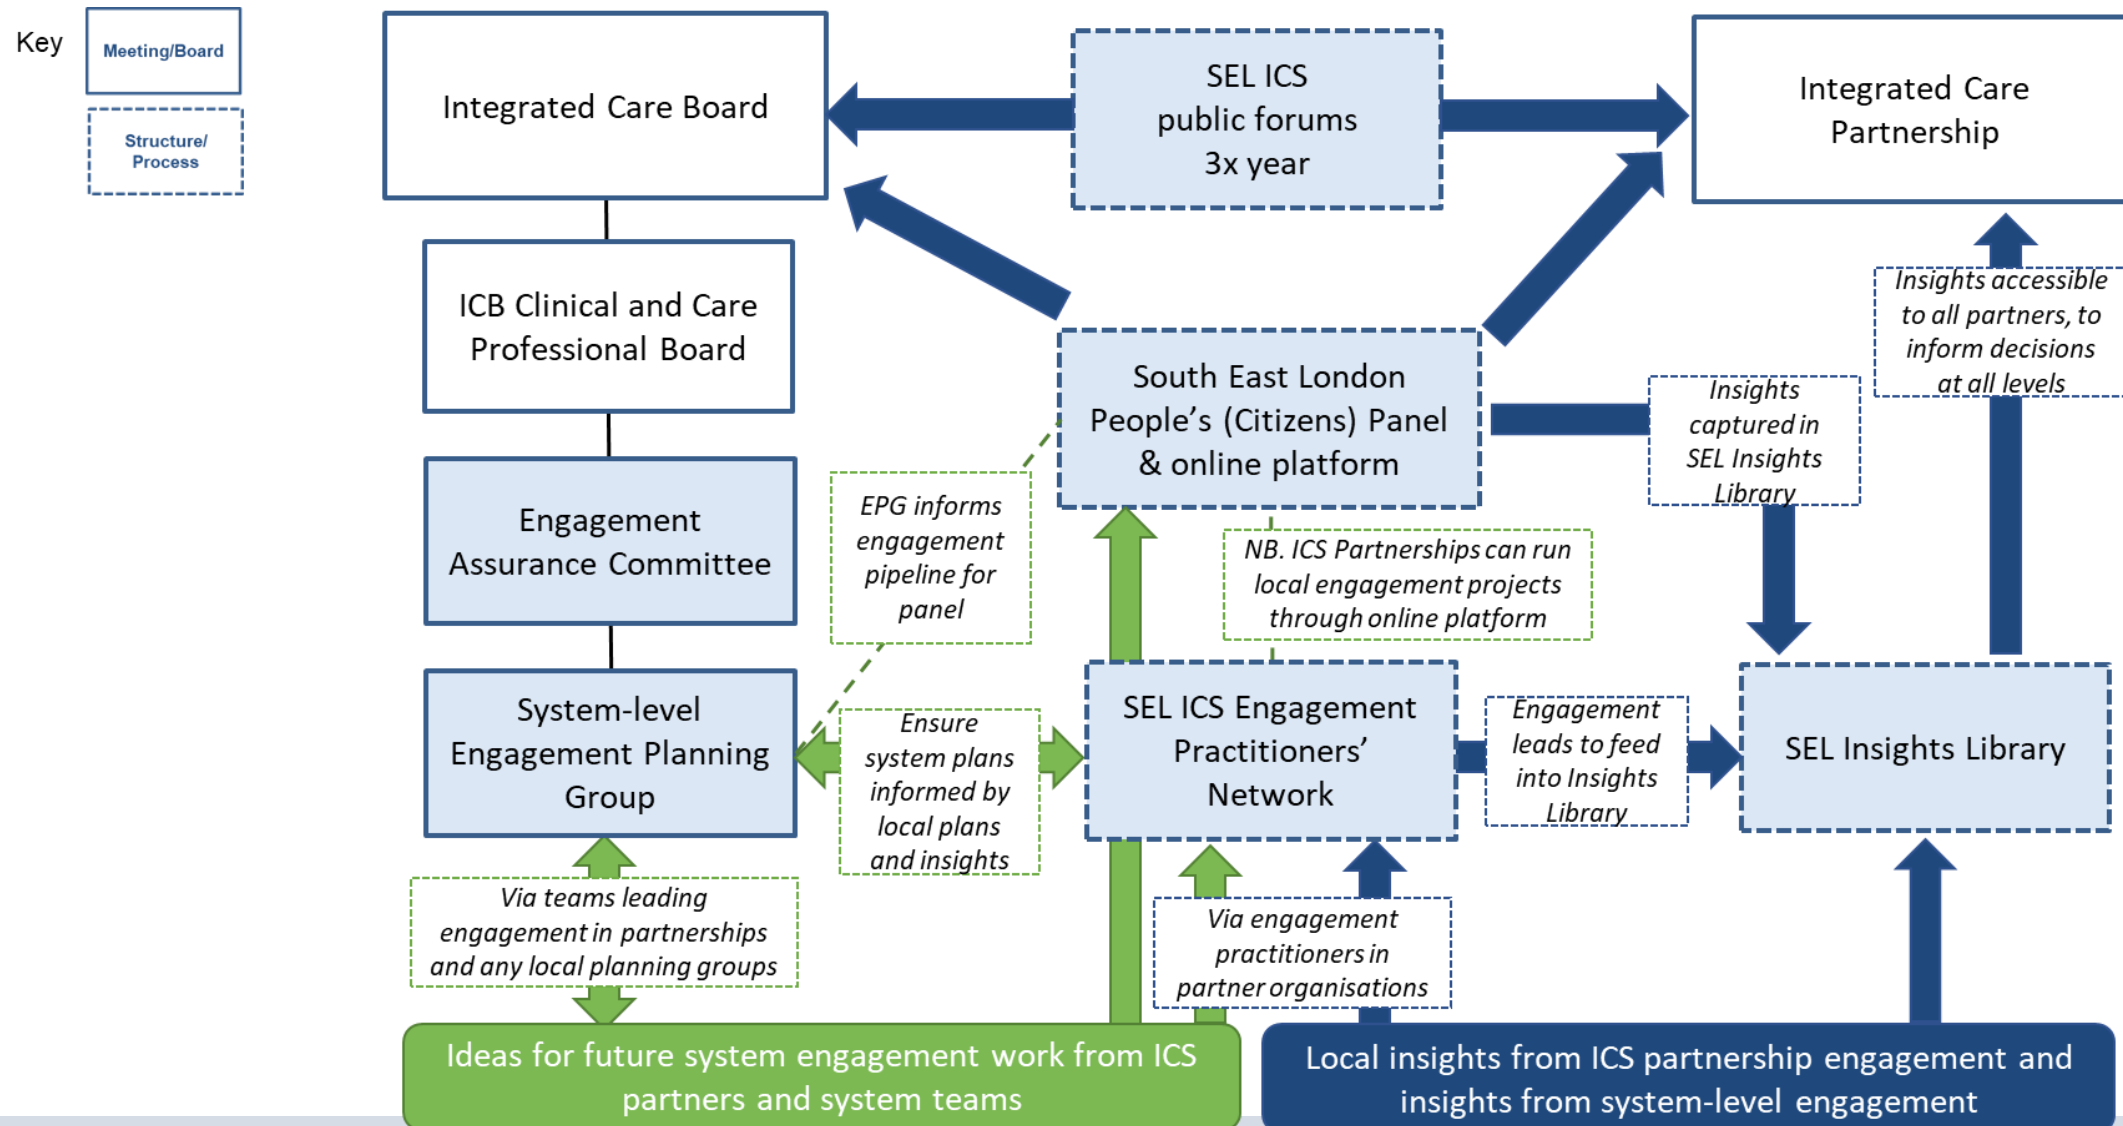 Key
Meeting/Board
Structure/
Process
Integrated Care Board
SEL ICS
public forums
3x year
Integrated Care
Partnership
ICB Clinical and Care
Professional Board
Insights accessible
to all partners, to
inform decisions
at all levels
South East London
People’s (Citizens) Panel
& online platform
Insights
captured in
SEL Insights
Library
Engagement
Assurance Committee
EPG informs
engagement
pipeline for
panel
NB. ICS Partnerships can run
local engagement projects
through online platform
System-level
Engagement Planning
Group
Ensure
system plans
informed by
local plans
and insights
SEL ICS Engagement
Practitioners’
Network
Engagement
leads to feed
into Insights
Library
SEL Insights Library
Via teams leading
engagement in partnerships
and any local planning groups
Via engagement
practitioners in
partner organisations
Ideas for future system engagement work from ICS
partners and system teams
Local insights from ICS partnership engagement and
insights from system-level engagement